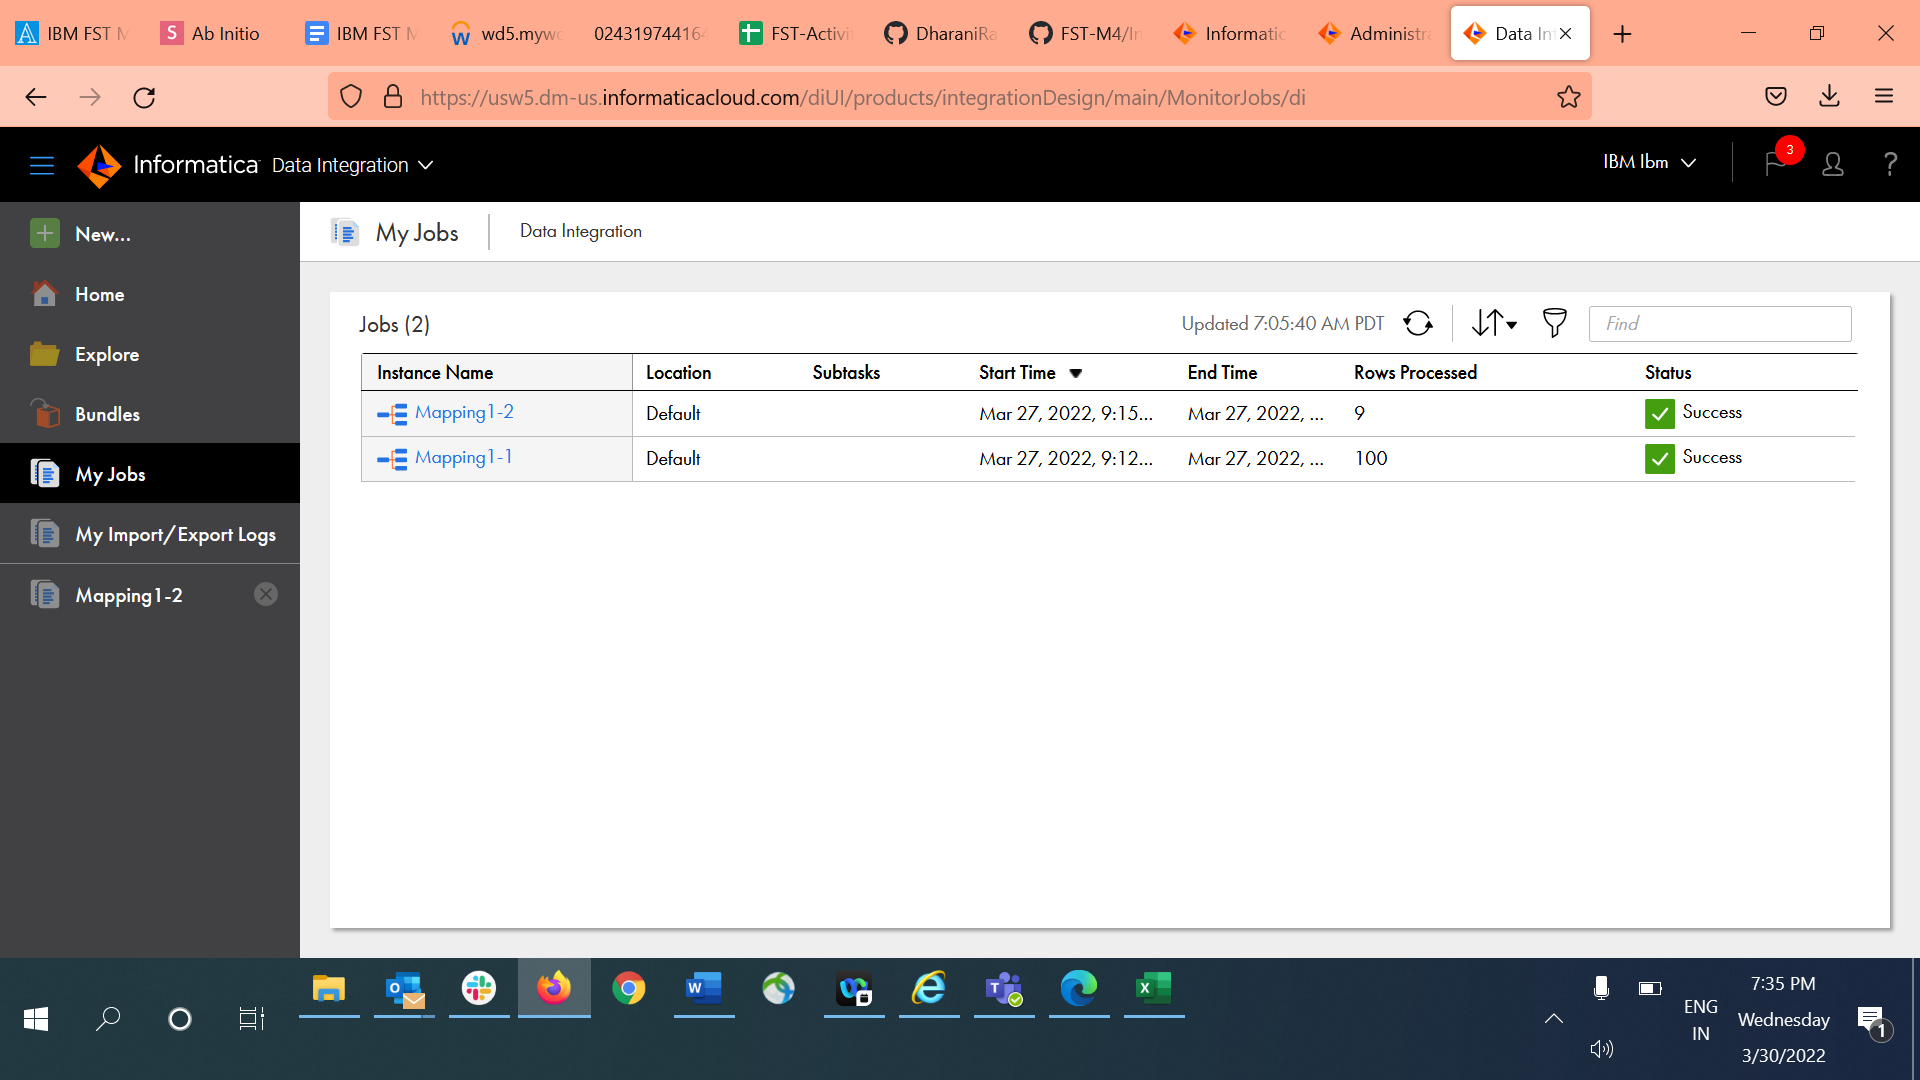 IBM FST M
Ab Initio
IBM FST M
wd5.mywo
024319744164
FST-Activi
DharaniRa
FST-M4/In
Informatic
Administra
Data In
https://usw5.dm-us.informaticacloud.com/diUI/products/integrationDesign/main/MonitorJobs/di
Informatica Data Integration
IBM Ibm
3
?
New...
Home
Explore
Bundles
My Jobs
My Import/Export Logs
Mapping1-2
My Jobs
Data Integration
Jobs (2)
Updated 7:05:40 AM PDT
Find
Instance Name Location Subtasks Start Time End Time Rows Processed Status
Mapping1-2 Default Mar 27, 2022, 9:15... Mar 27, 2022, ... 9 Success
Mapping1-1 Default Mar 27, 2022, 9:12... Mar 27, 2022, ... 100 Success
ENG
IN
7:35 PM
Wednesday
3/30/2022
1